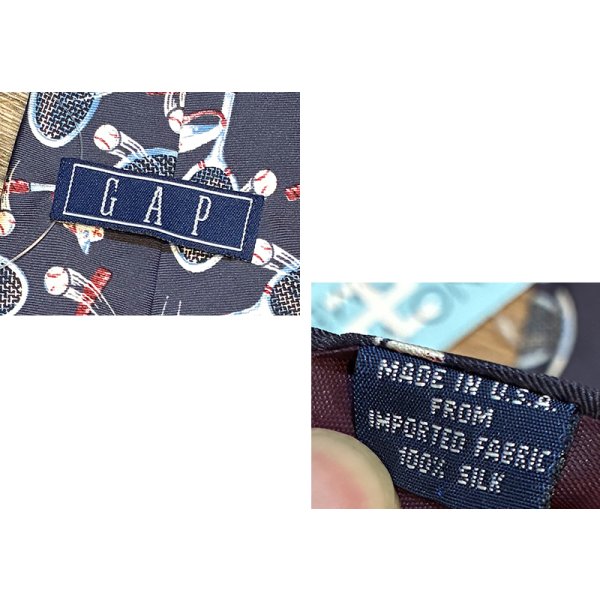 GAP
MADE IN U.S.A.
FROM
IMPORTED FABRIC
100% SILK